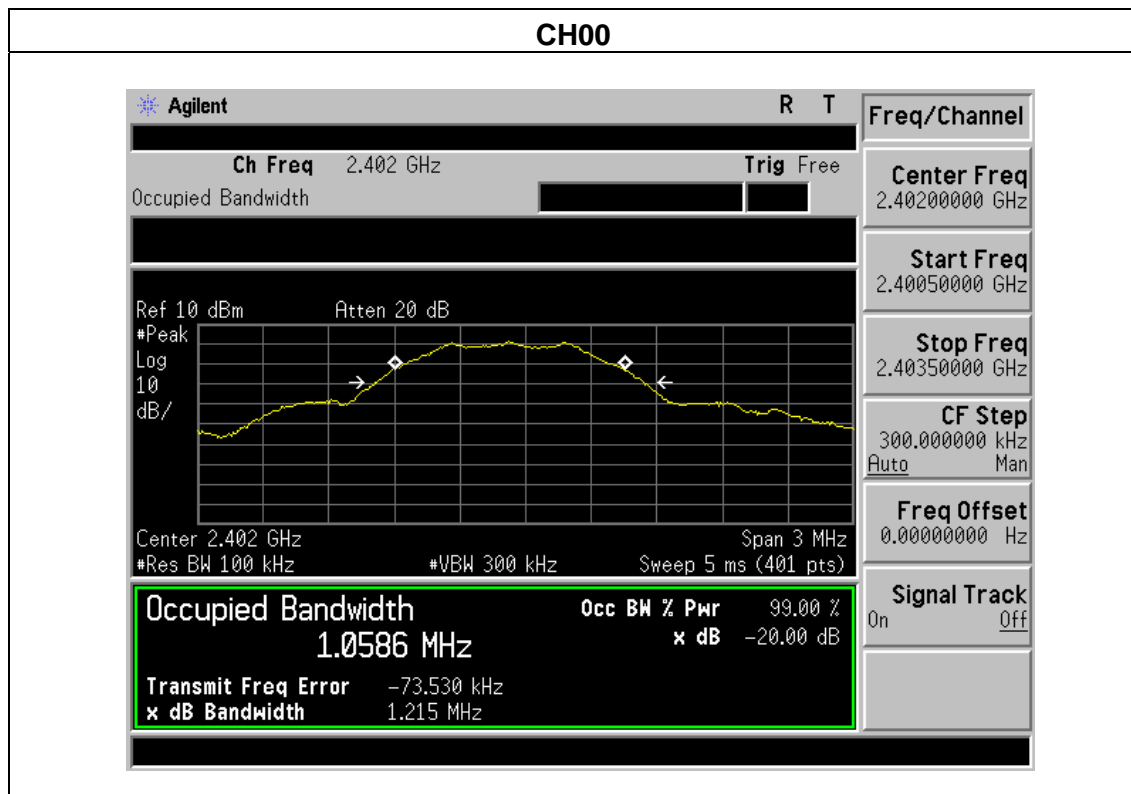 CH00
Agilent R T
Ch Freq 2.402 GHz Trig Free
Occupied Bandwidth
Ref 10 dBm Atten 20 dB
#Peak
Log
10
dB/
Center 2.402 GHz Span 3 MHz
#Res BW 100 kHz #VBW 300 kHz Sweep 5 ms (401 pts)
Occupied Bandwidth Occ BW % Pwr 99.00 %
1.0586 MHz x dB -20.00 dB
Transmit Freq Error -73.530 kHz
x dB Bandwidth 1.215 MHz
Freq/Channel
Center Freq
2.40200000 GHz
Start Freq
2.40050000 GHz
Stop Freq
2.40350000 GHz
CF Step
300.000000 kHz
Auto Man
Freq Offset
0.00000000 Hz
Signal Track
On Off